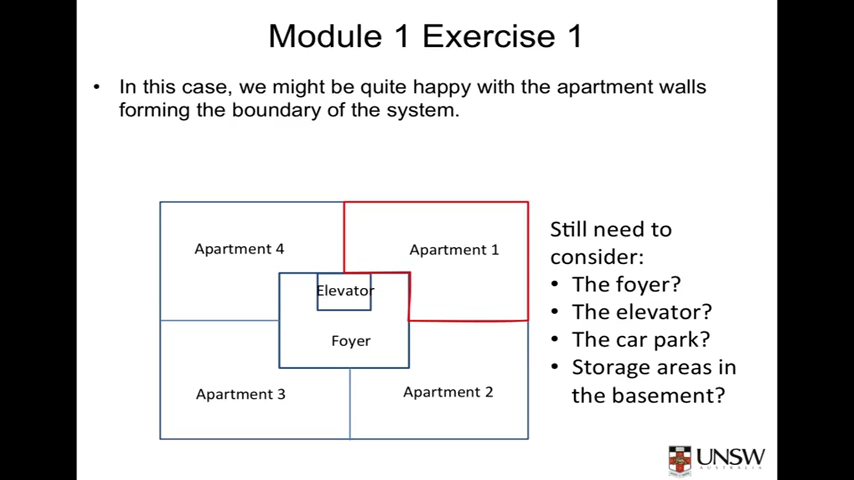 Module 1 Exercise 1
• In this case, we might be quite happy with the apartment walls
forming the boundary of the system.
Apartment 4
Apartment 1
Elevator
Foyer
Apartment 3
Apartment 2
Still need to
consider:
• The foyer?
• The elevator?
• The car park?
• Storage areas in
the basement?
UNSW
AUSTRALIA